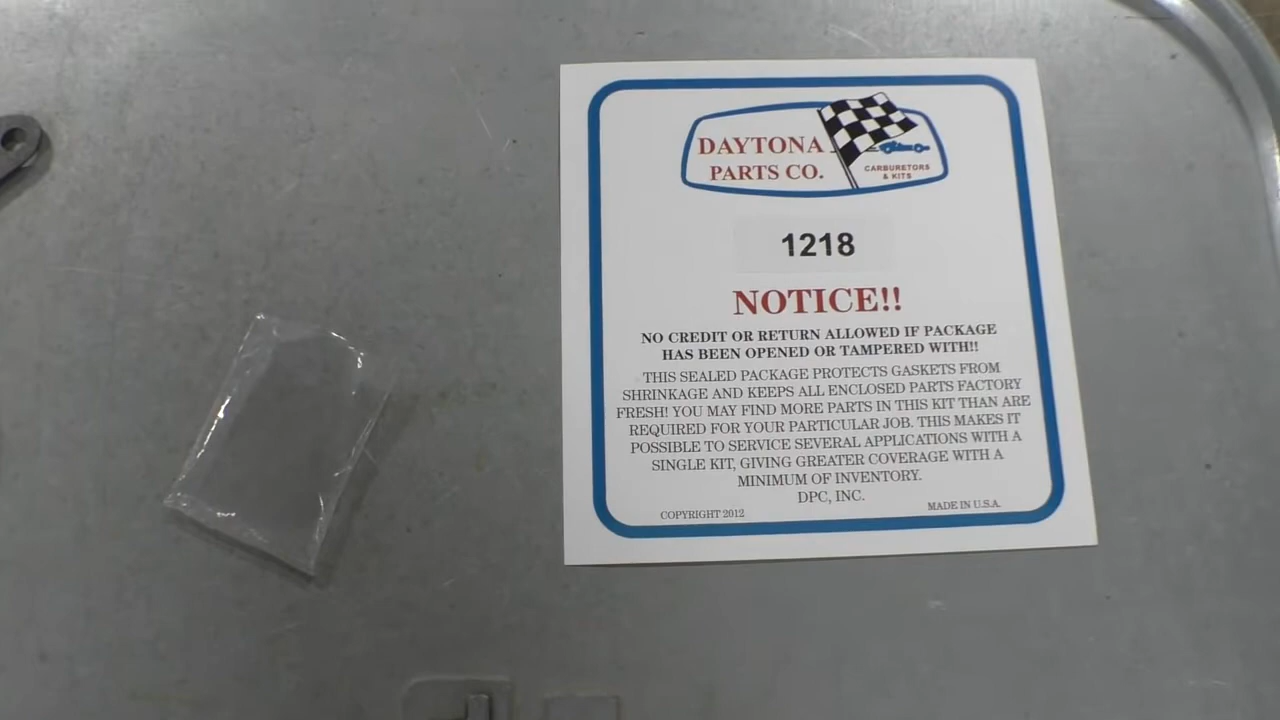 DAYTONA
PARTS CO.
CARBURETORS
& KITS
1218
NOTICE!!
NO CREDIT OR RETURN ALLOWED IF PACKAGE
HAS BEEN OPENED OR TAMPERED WITH!!
THIS SEALED PACKAGE PROTECTS GASKETS FROM
SHRINKAGE AND KEEPS ALL ENCLOSED PARTS FACTORY
FRESH! YOU MAY FIND MORE PARTS IN THIS KIT THAN ARE
REQUIRED FOR YOUR PARTICULAR JOB. THIS MAKES IT
POSSIBLE TO SERVICE SEVERAL APPLICATIONS WITH A
SINGLE KIT, GIVING GREATER COVERAGE WITH A
MINIMUM OF INVENTORY.
DPC, INC.
COPYRIGHT 2012
MADE IN U.S.A.